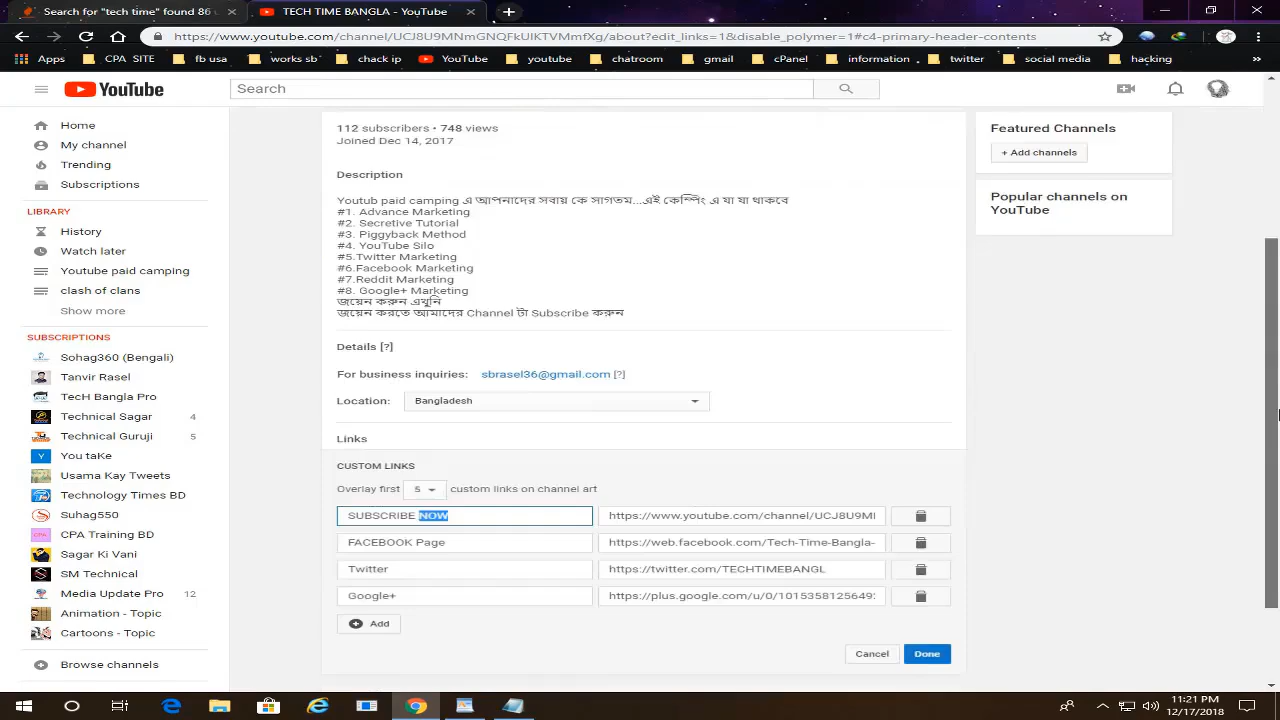 Search for "tech time" found 86
TECH TIME BANGLA - YouTube
https://www.youtube.com/channel/UCJ8U9MNmGNQFkUIKTVMmfXg/about?edit_links=1&disable_polymer=1#c4-primary-header-contents
Apps CPA SITE fb usa works sb chack ip YouTube youtube chatroom gmail cPanel information twitter social media hacking »
YouTube
Search
Home
My channel
Trending
Subscriptions
LIBRARY
History
Watch later
Youtube paid camping
clash of clans
Show more
SUBSCRIPTIONS
Sohag360 (Bengali)
Tanvir Rasel
TecH Bangla Pro
Technical Sagar 4
Technical Guruji 5
You taKe
Usama Kay Tweets
Technology Times BD
Suhag550
CPA Training BD
Sagar Ki Vani
SM Technical
Media Update Pro 12
Animation - Topic
Cartoons - Topic
Browse channels
112 subscribers • 748 views
Joined Dec 14, 2017
Description
Youtub paid camping এ আপনাদের সবায় কে সাগতম...এই কেম্পিং এ যা যা থাকবে
#1. Advance Marketing
#2. Secretive Tutorial
#3. Piggyback Method
#4. YouTube Silo
#5.Twitter Marketing
#6.Facebook Marketing
#7.Reddit Marketing
#8. Google+ Marketing
জয়েন করুন এখুনি
জয়েন করতে আমাদের Channel টা Subscribe করুন
Details [?]
For business inquiries: sbrasel36@gmail.com [?]
Location: Bangladesh
Links
CUSTOM LINKS
Overlay first 5 custom links on channel art
SUBSCRIBE NOW https://www.youtube.com/channel/UCJ8U9MI
FACEBOOK Page https://web.facebook.com/Tech-Time-Bangla-
Twitter https://twitter.com/TECHTIMEBANGL
Google+ https://plus.google.com/u/0/1015358125649
Add
Cancel Done
Featured Channels
+ Add channels
Popular channels on
YouTube
11:21 PM
12/17/2018